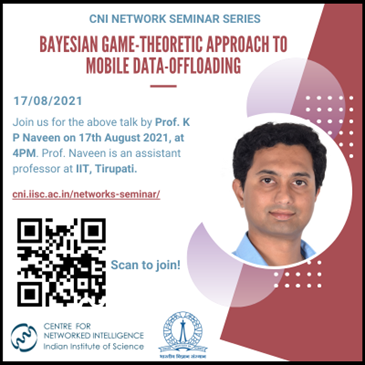 CNI NETWORK SEMINAR SERIES
BAYESIAN GAME-THEORETIC APPROACH TO
MOBILE DATA-OFFLOADING
17/08/2021
Join us for the above talk by Prof. K
P Naveen on 17th August 2021, at
4PM. Prof. Naveen is an assistant
professor at IIT, Tirupati.
cni.iisc.ac.in/networks-seminar/
Scan to join!
CENTRE FOR
NETWORKED INTELLIGENCE
Indian Institute of Science
भारतीय विज्ञान संस्थान